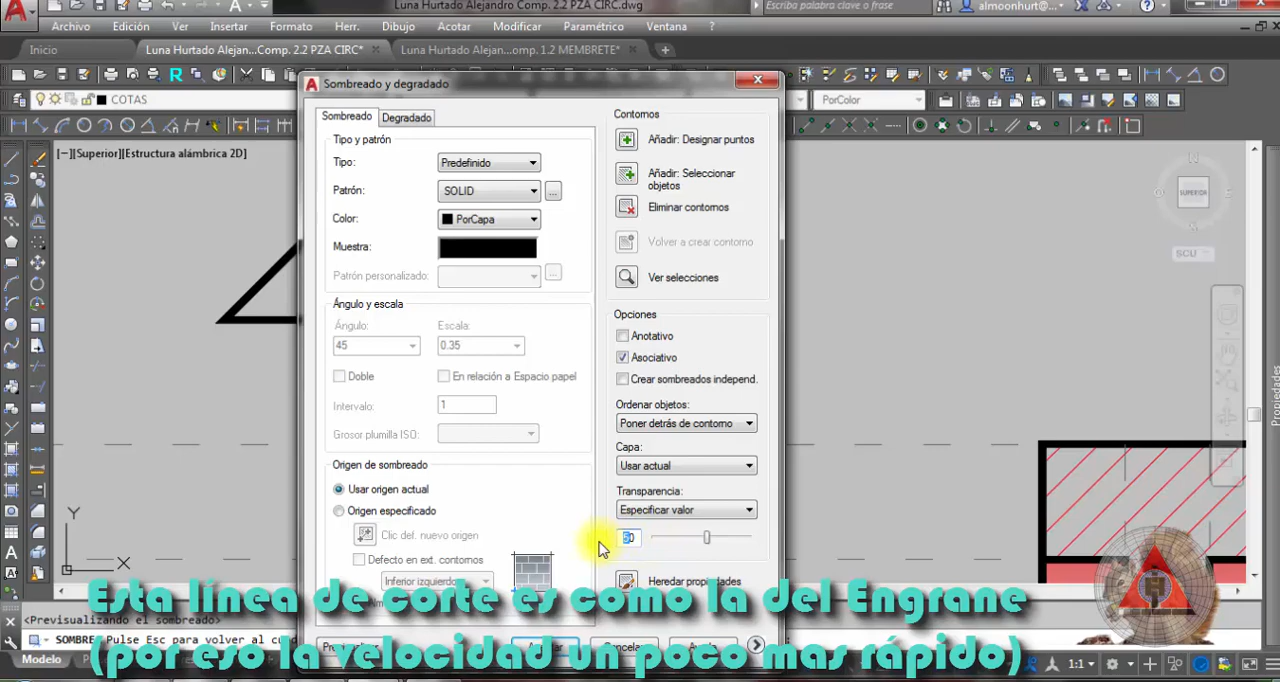 Luna Hurtado Alejandro Comp. 2.2 PZA CIRC.dwg
Escriba palabra clave o frase
almoonhurt@...
Archivo Edición Ver Insertar Formato Herr. Dibujo Acotar Modificar Paramétrico Ventana
Inicio
Luna Hurtado Alejan...Comp. 2.2 PZA CIRC*
Luna Hurtado Alejan...omp. 1.2 MEMBRETE*
COTAS
PorColor
[−][Superior][Estructura alámbrica 2D]
Sombreado y degradado
Sombreado
Degradado
Tipo y patrón
Tipo:
Predefinido
Patrón:
SOLID
...
Color:
PorCapa
Muestra:
Patrón personalizado:
Ángulo y escala
Ángulo:
Escala:
45
0.35
Doble
En relación a Espacio papel
Intervalo:
1
Grosor plumilla ISO:
Origen de sombreado
Usar origen actual
Origen especificado
Clic def. nuevo origen
Defecto en ext. contornos
Inferior izquierdo
Contornos
Añadir: Designar puntos
Añadir: Seleccionar objetos
Eliminar contornos
Volver a crear contorno
Ver selecciones
Opciones
Anotativo
Asociativo
Crear sombreados independ.
Ordenar objetos:
Poner detrás de contorno
Capa:
Usar actual
Transparencia:
Especificar valor
60
Heredar propiedades
N
SUPERIOR
S
SCU
Propiedades
Y
X
<Previsualizando el sombreado>
Esta línea de corte es como la del Engrane
(por eso la velocidad un poco mas rápido)
Modelo
1:1